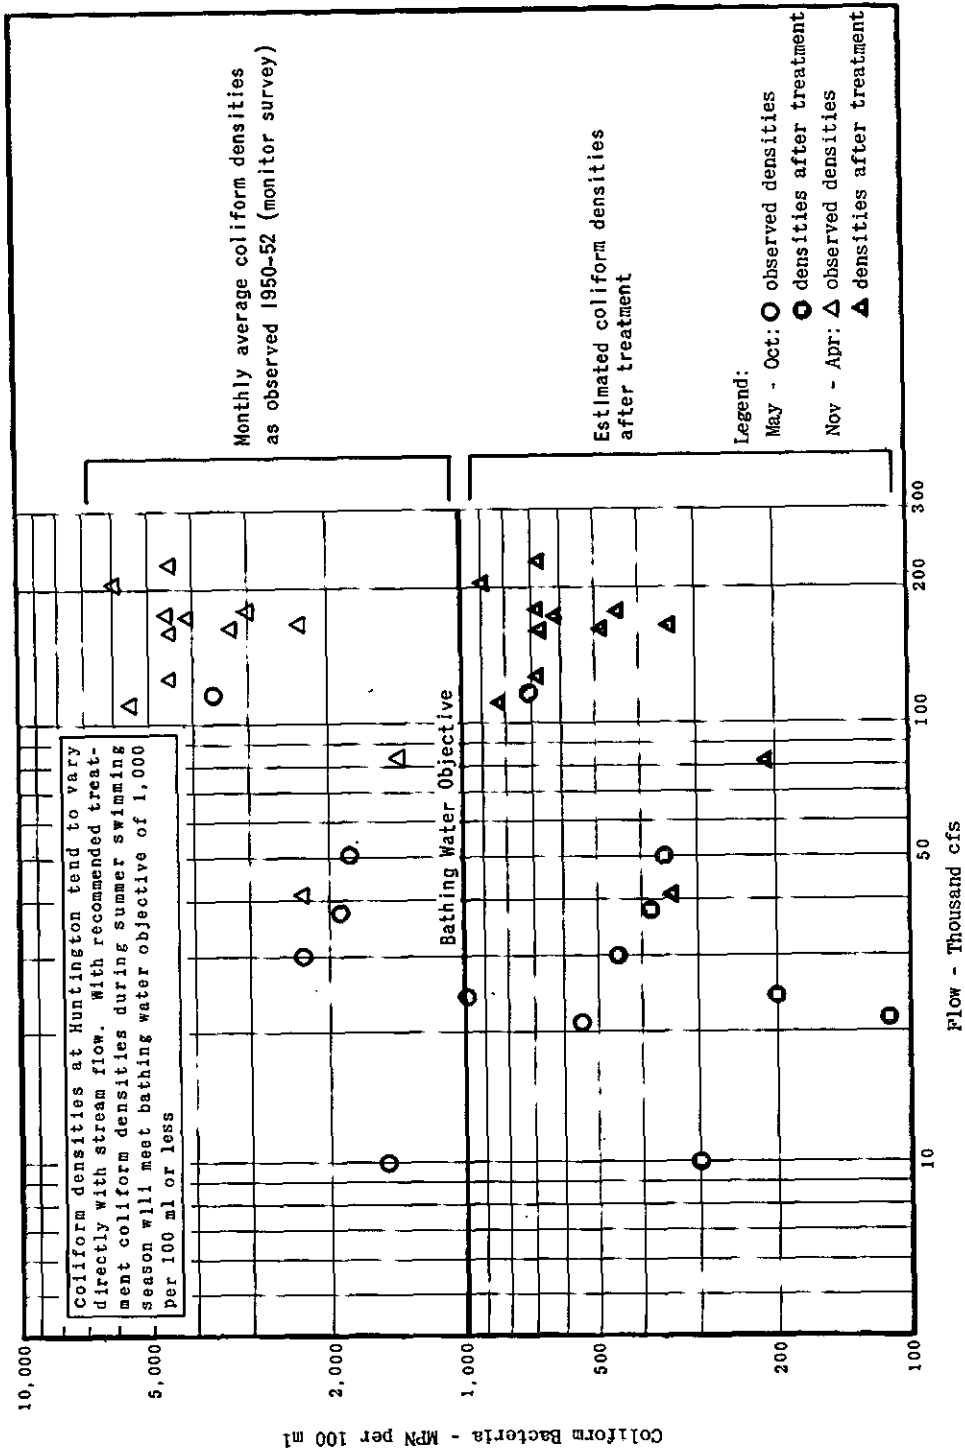 Coliform densities at Huntington tend to vary
directly with stream flow. With recommended treat-
ment coliform densities during summer swimming
season will meet bathing water objective of 1,000
per 100 ml or less
Monthly average coliform densities
as observed 1950-52 (monitor survey)
Bathing Water Objective
Estimated coliform densities
after treatment
Legend:
May - Oct: observed densities
densities after treatment
Nov - Apr: observed densities
densities after treatment
Coliform Bacteria - MPN per 100 ml
10,000
5,000
2,000
1,000
500
200
100
10
50
100
200
300
Flow - Thousand cfs